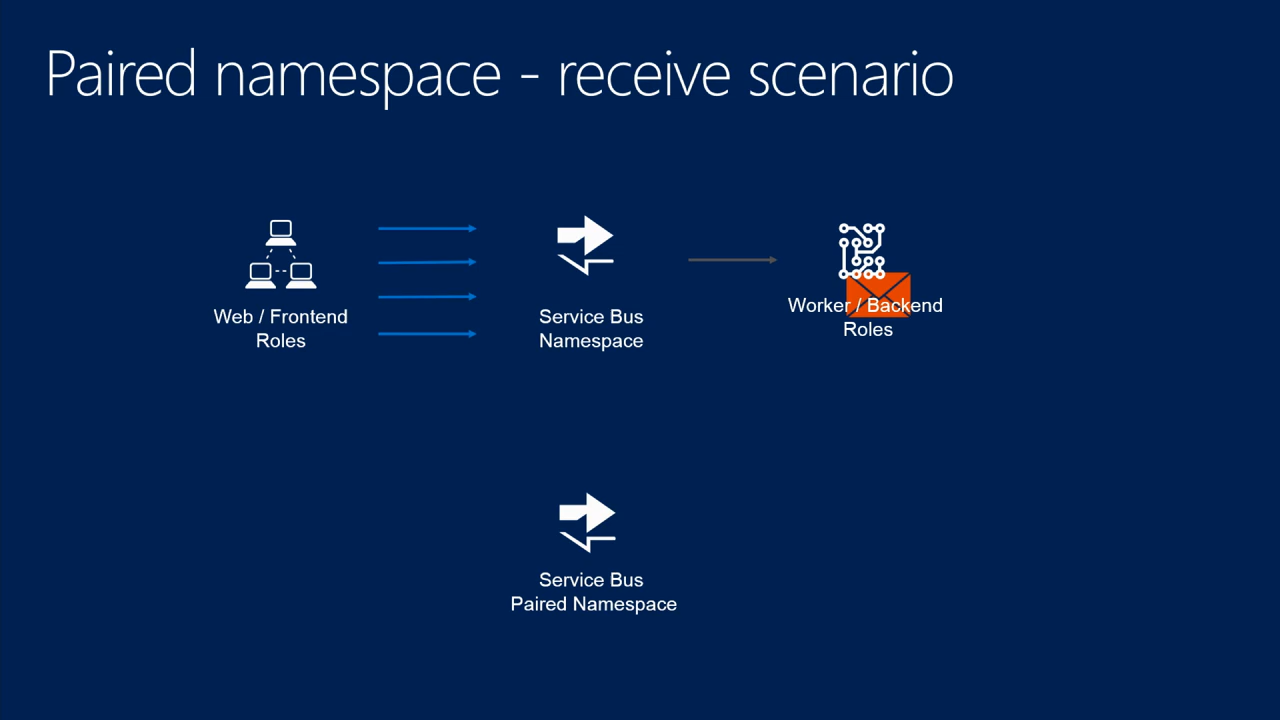 Paired namespace - receive scenario
Web / Frontend
Roles
Service Bus
Namespace
Worker / Backend
Roles
Service Bus
Paired Namespace